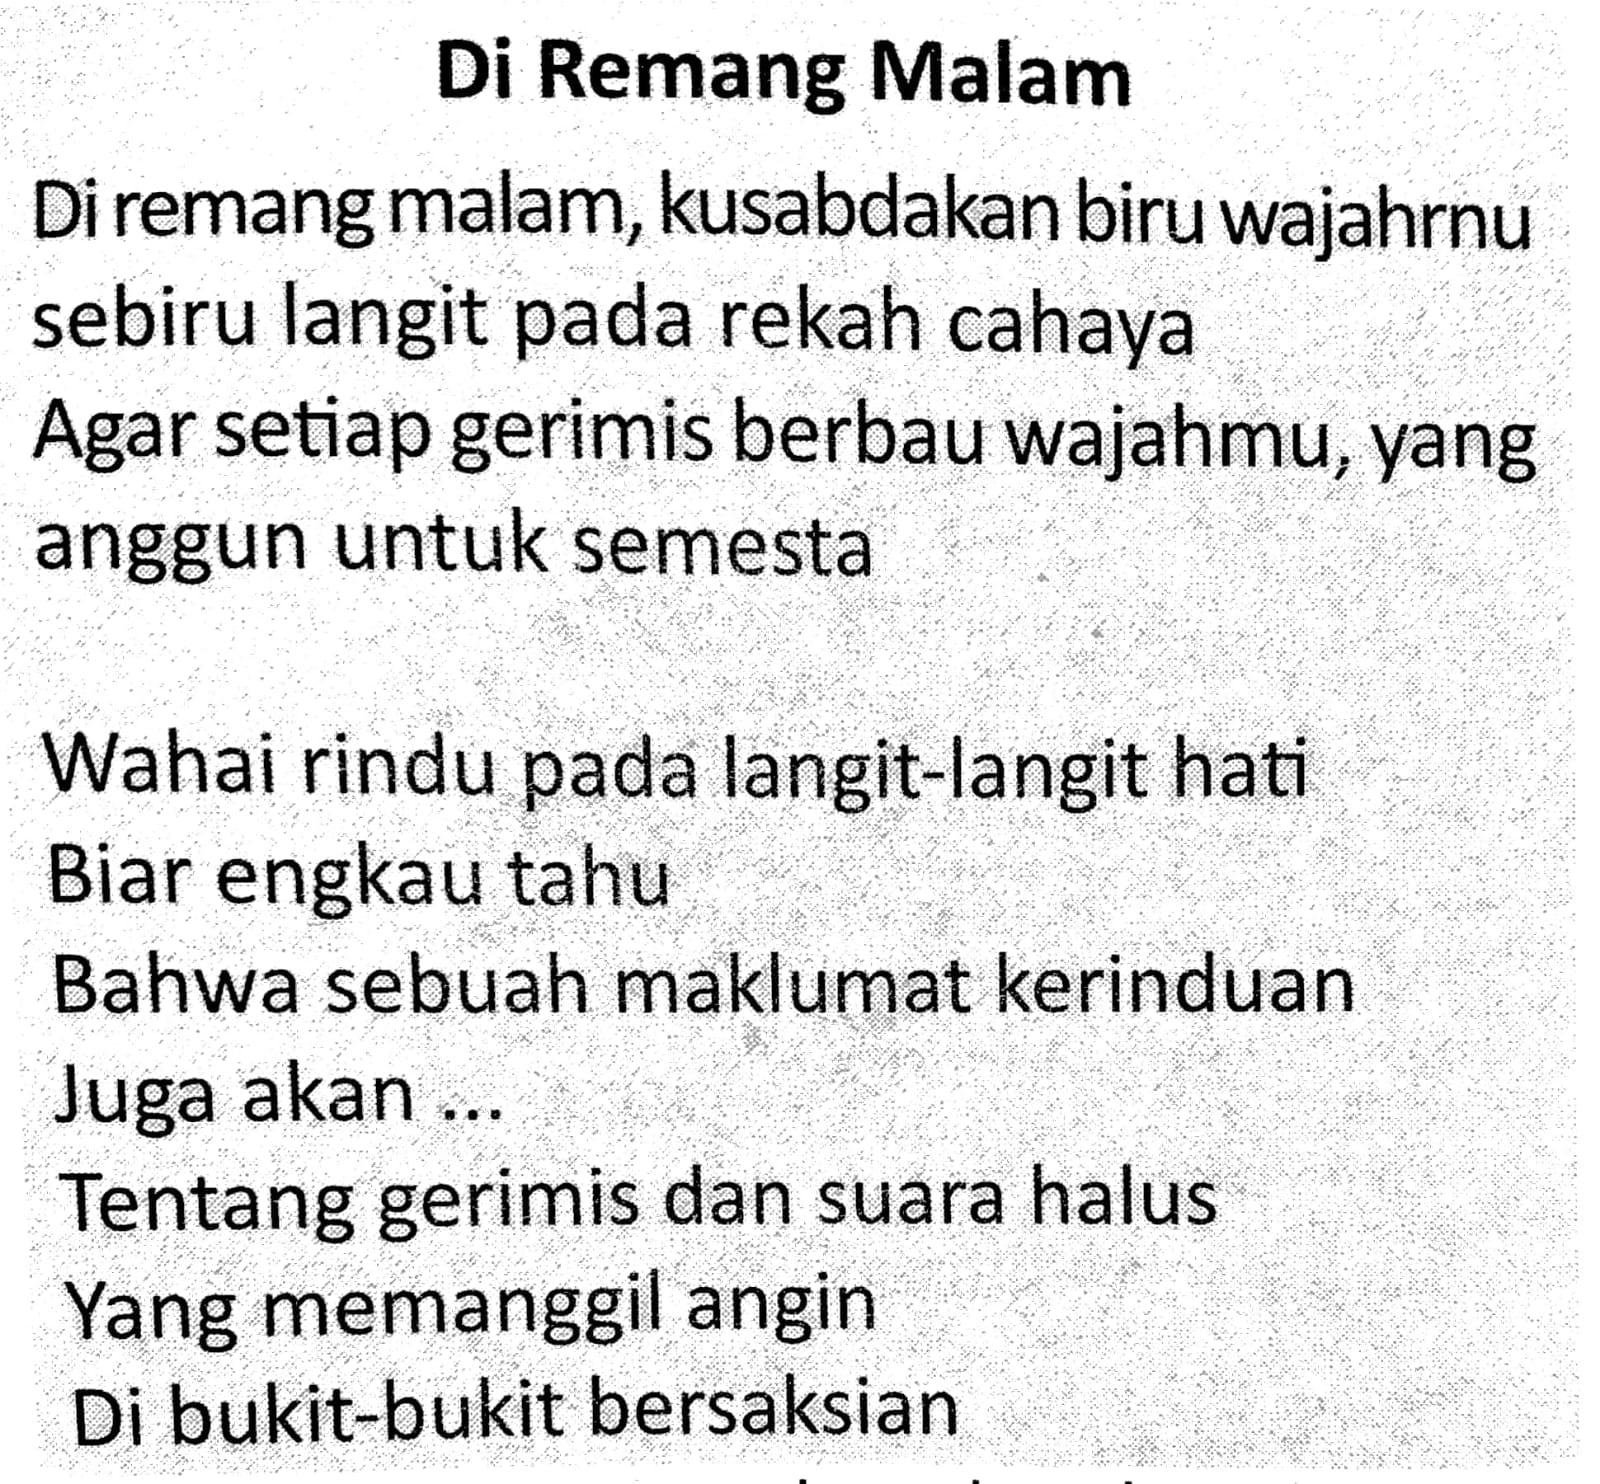 Di Remang Malam
Di remang malam, kusabdakan biru wajahrnu
sebiru langit pada rekah cahaya
Agar setiap gerimis berbau wajahmu, yang
anggun untuk semesta
Wahai rindu pada langit-langit hati
Biar engkau tahu
Bahwa sebuah maklumat kerinduan
Juga akan ...
Tentang gerimis dan suara halus
Yang memanggil angin
Di bukit-bukit bersaksian